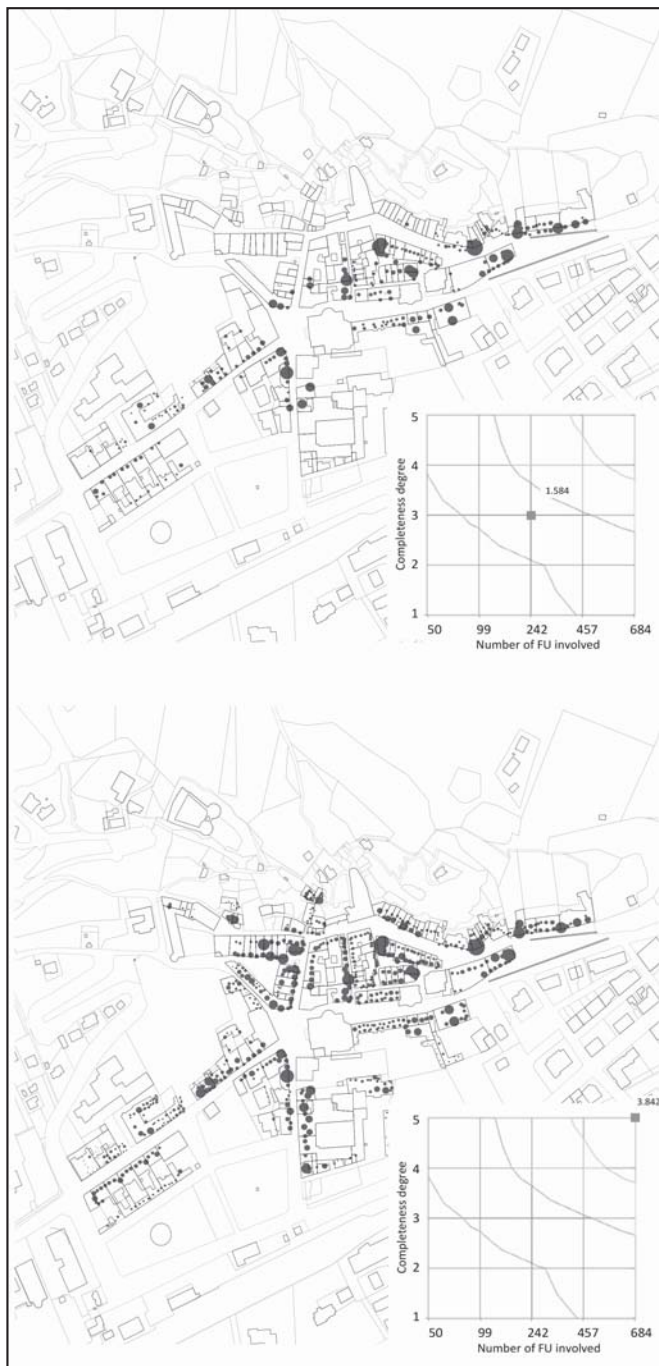 5
4
3
2
1
Completeness degree
1.584
50 99 242 457 684
Number of FU involved
3.842
5
4
3
2
1
Completeness degree
50 99 242 457 684
Number of FU involved